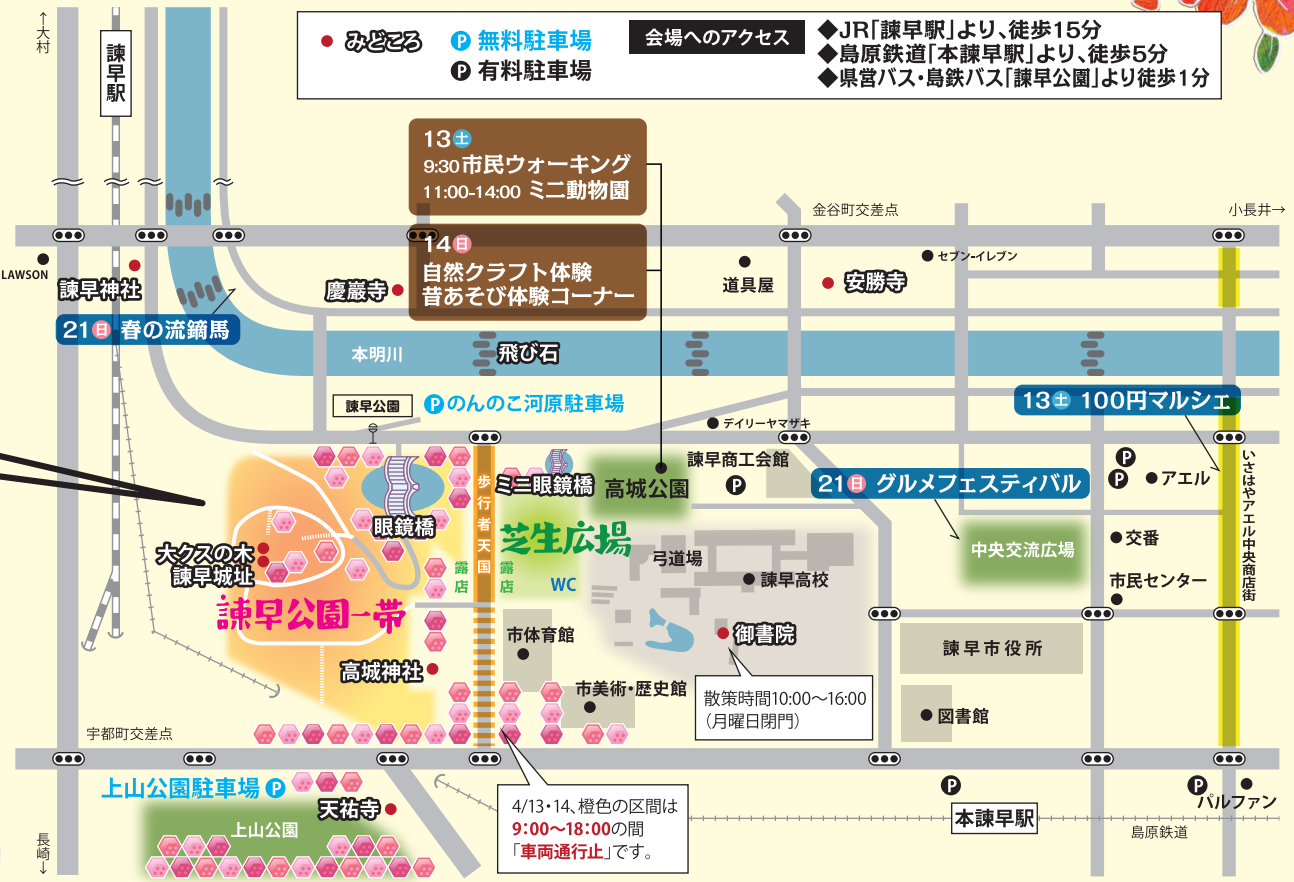 ↑大村
諫早駅
みどころ
P 無料駐車場
P 有料駐車場
会場へのアクセス
◆JR「諫早駅」より、徒歩15分
◆島原鉄道「本諫早駅」より、徒歩5分
◆県営バス・島鉄バス「諫早公園」より徒歩1分
13土
9:30 市民ウォーキング
11:00-14:00 ミニ動物園
14日
自然クラフト体験
昔あそび体験コーナー
金谷町交差点
小長井→
LAWSON
諫早神社
慶巖寺
道具屋
安勝寺
セブン-イレブン
21日 春の流鏑馬
本明川
飛び石
諫早公園
P のんのこ河原駐車場
13土 100円マルシェ
デイリーヤマザキ
諫早商工会館
P
21日 グルメフェスティバル
P
P
アエル
いさはやアエル中央商店街
歩行者天国
ミニ眼鏡橋
高城公園
眼鏡橋
芝生広場
大クスの木
諫早城址
露店
露店
WC
弓道場
諫早高校
中央交流広場
交番
市民センター
諫早公園一帯
市体育館
御書院
諫早市役所
高城神社
市美術・歴史館
散策時間10:00〜16:00
（月曜日閉門）
図書館
宇都町交差点
上山公園駐車場 P
天祐寺
上山公園
4/13・14、橙色の区間は
9:00〜18:00の間
「車両通行止」です。
P
本諫早駅
P
パルファン
島原鉄道
長崎↓